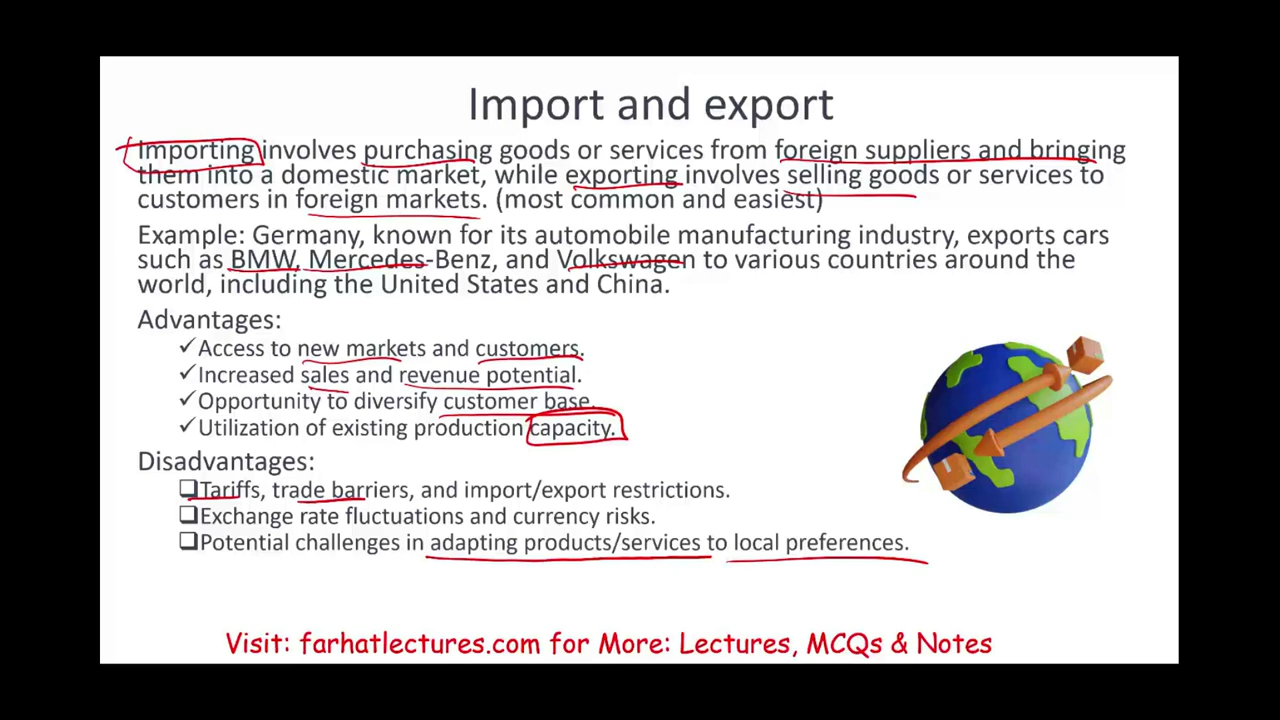 Import and export
Importing involves purchasing goods or services from foreign suppliers and bringing
them into a domestic market, while exporting involves selling goods or services to
customers in foreign markets. (most common and easiest)
Example: Germany, known for its automobile manufacturing industry, exports cars
such as BMW, Mercedes-Benz, and Volkswagen to various countries around the
world, including the United States and China.
Advantages:
✓Access to new markets and customers.
✓Increased sales and revenue potential.
✓Opportunity to diversify customer base.
✓Utilization of existing production capacity.
Disadvantages:
❑Tariffs, trade barriers, and import/export restrictions.
❑Exchange rate fluctuations and currency risks.
❑Potential challenges in adapting products/services to local preferences.
Visit: farhatlectures.com for More: Lectures, MCQs & Notes